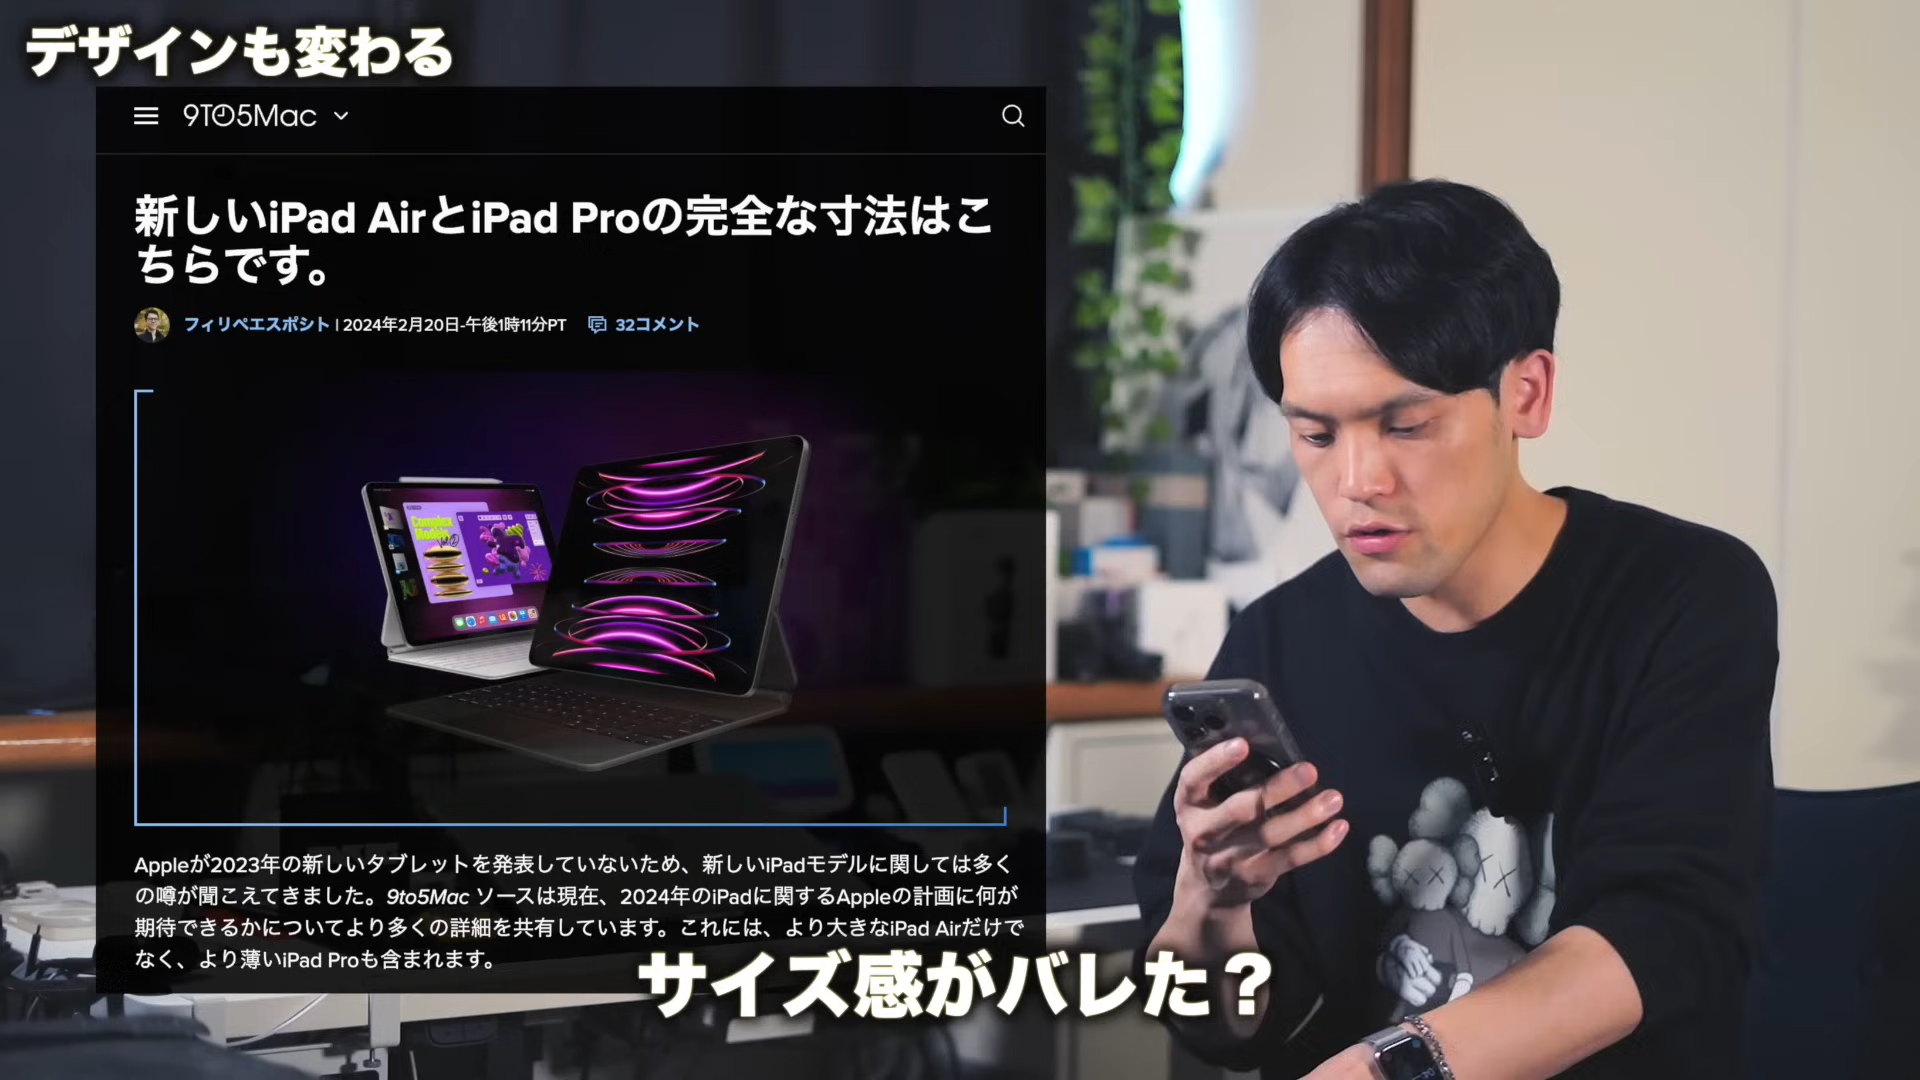 デザインも変わる
9TO5Mac
新しいiPad AirとiPad Proの完全な寸法はこ
ちらです。
フィリペエスポシト | 2024年2月20日-午後1時11分PT 32コメント
Complex
Models
Appleが2023年の新しいタブレットを発表していないため、新しいiPadモデルに関しては多く
の噂が聞こえてきました。9to5Mac ソースは現在、2024年のiPadに関するAppleの計画に何が
期待できるかについてより多くの詳細を共有しています。これには、より大きなiPad Airだけで
なく、より薄いiPad Proも含まれます。
サイズ感がバレた？